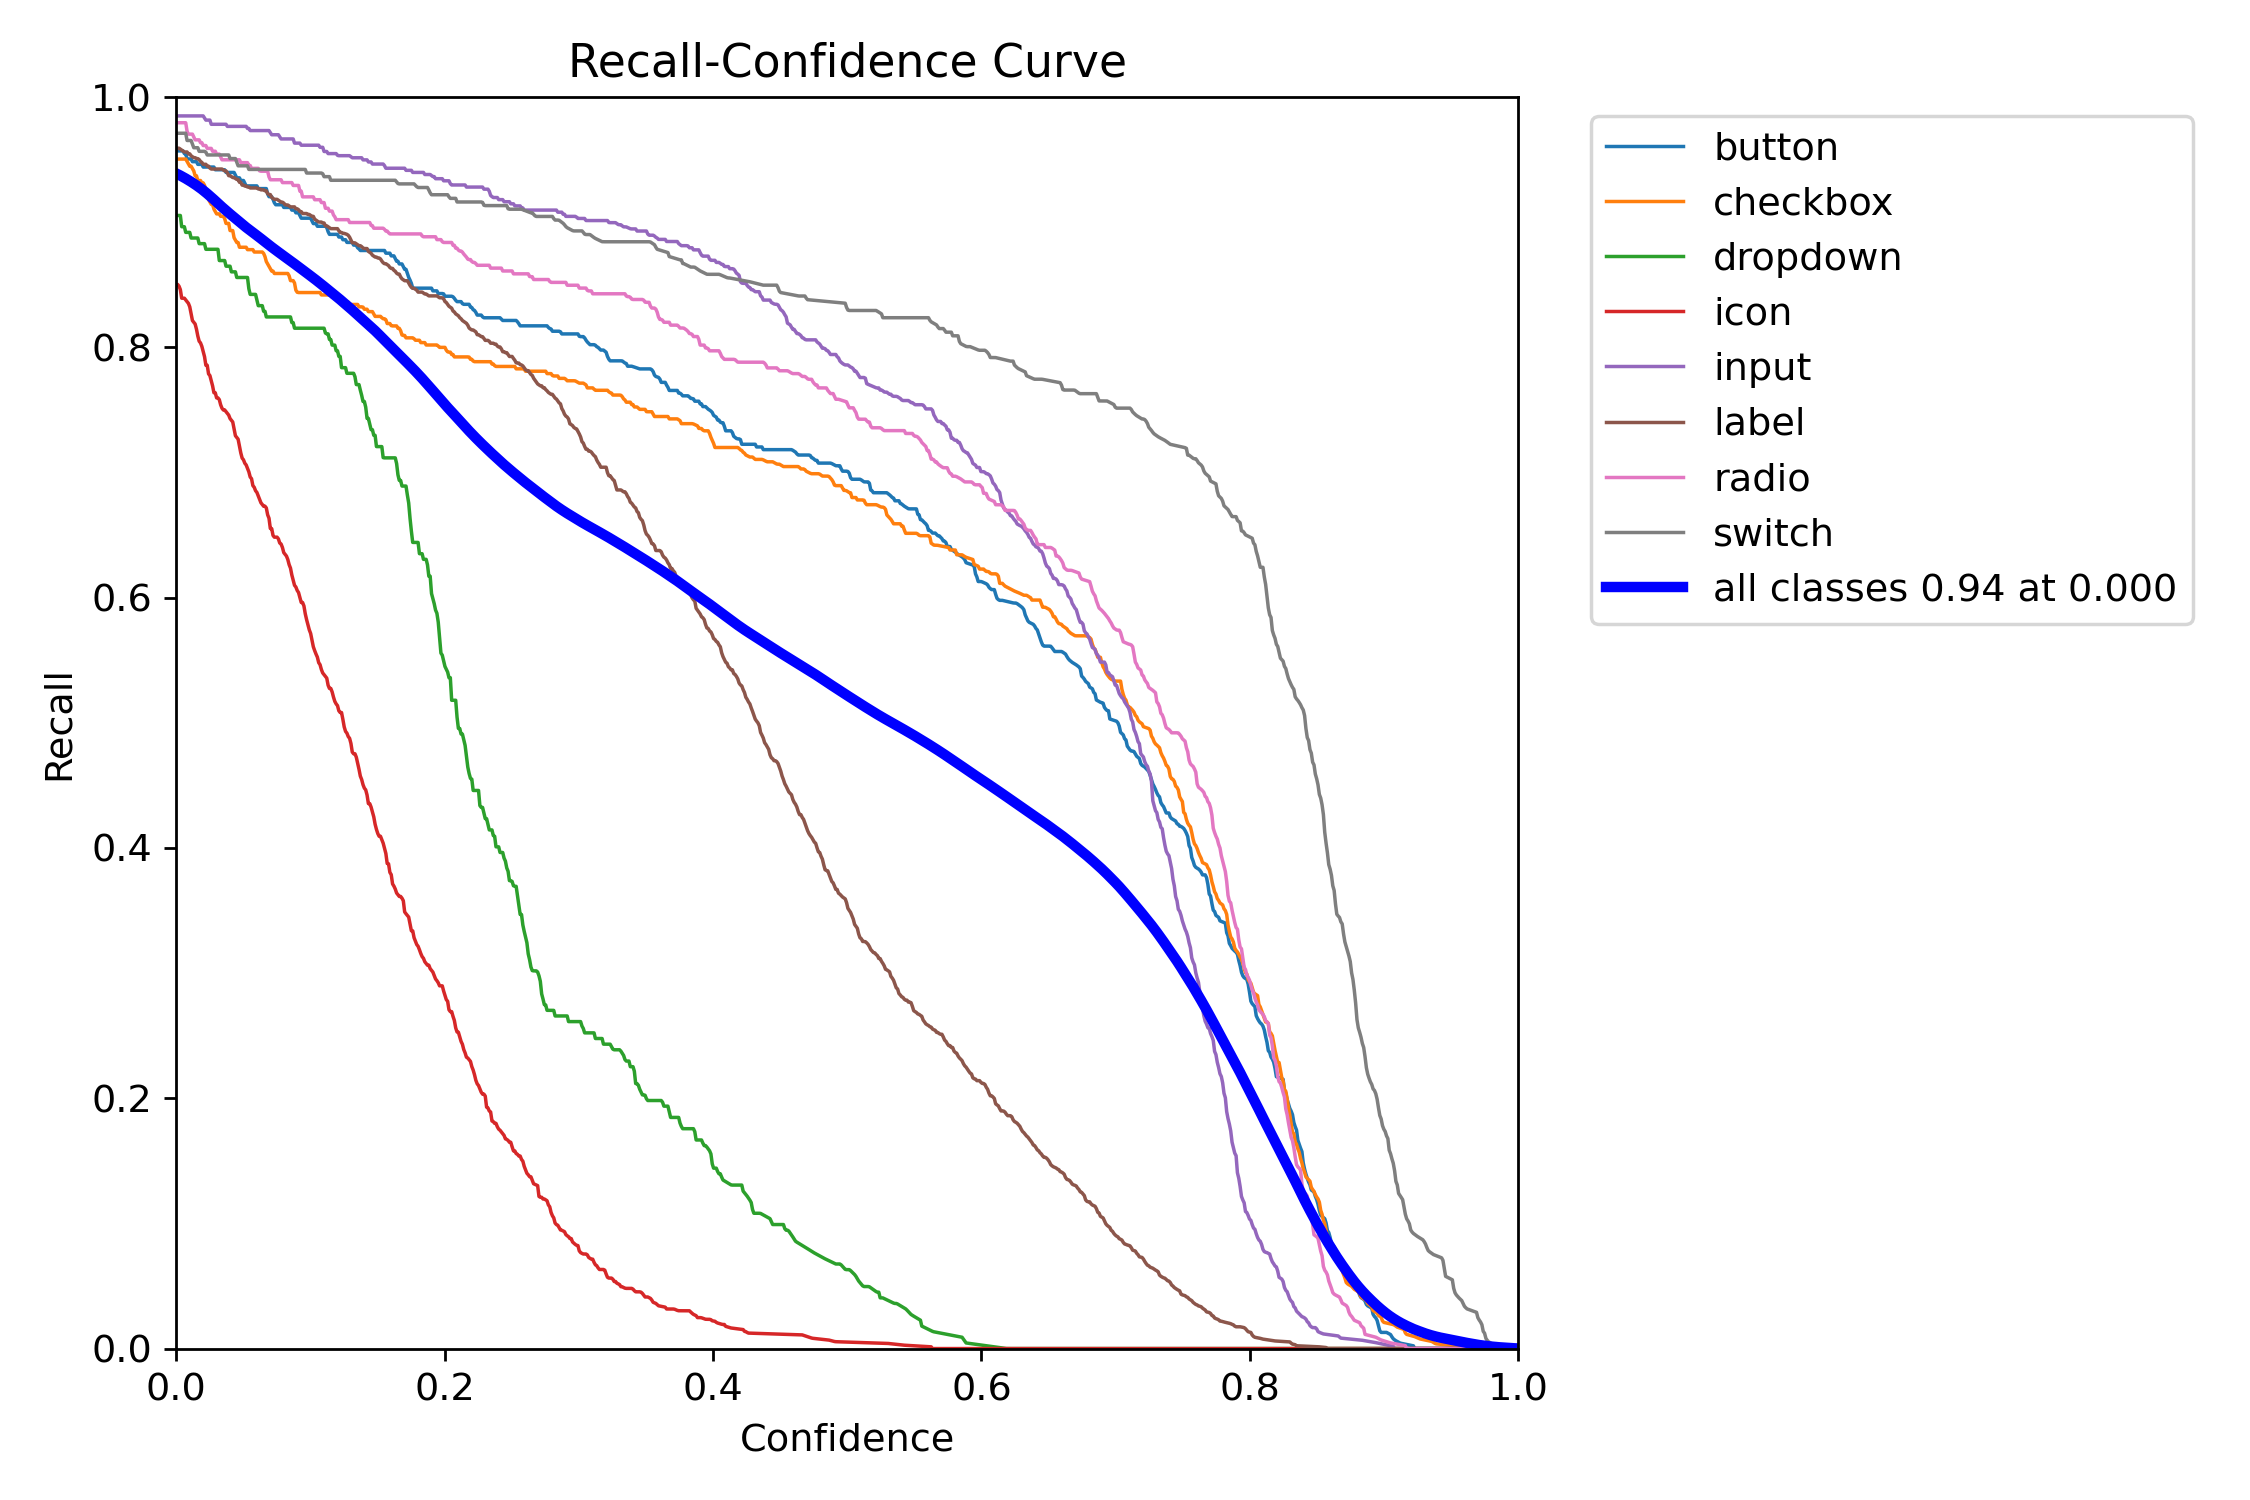 Recall-Confidence Curve
1.0
0.8
0.6
0.4
0.2
0.0
Recall
0.0 0.2 0.4 0.6 0.8 1.0
Confidence
button
checkbox
dropdown
icon
input
label
radio
switch
all classes 0.94 at 0.000